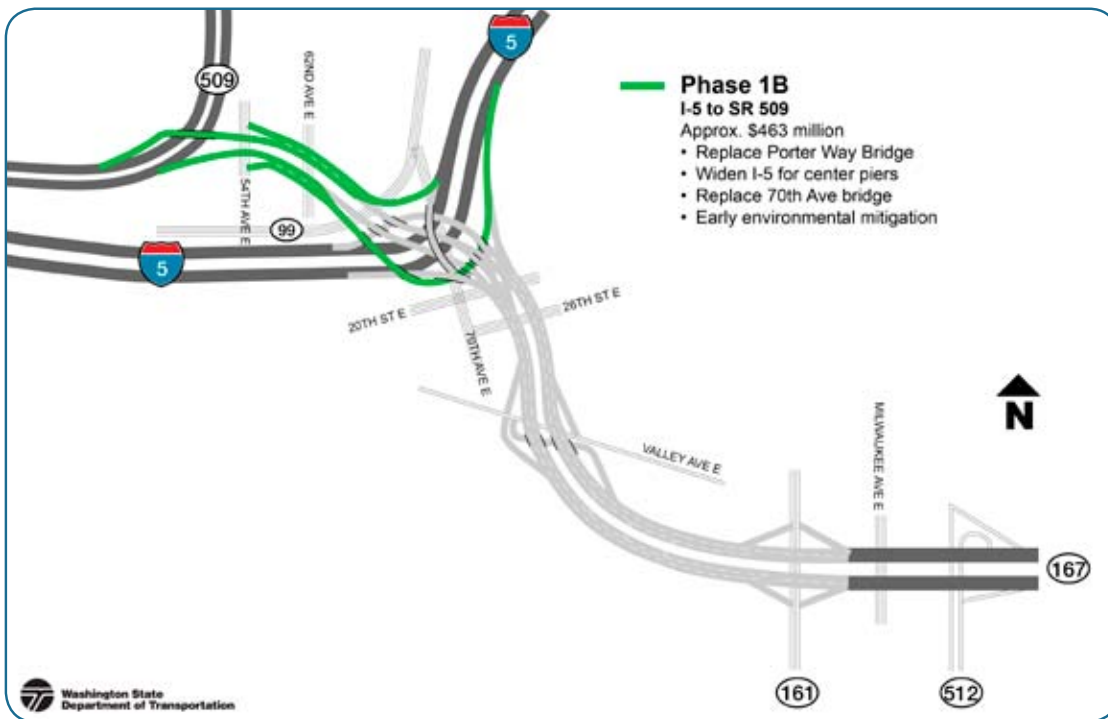 5
509
62ND AVE E
Phase 1B
I-5 to SR 509
Approx. $463 million
• Replace Porter Way Bridge
• Widen I-5 for center piers
• Replace 70th Ave bridge
• Early environmental mitigation
54TH AVE E
99
5
20TH ST E
26TH ST E
70TH AVE E
N
VALLEY AVE E
MILWAUKEE AVE E
167
161
512
Washington State
Department of Transportation